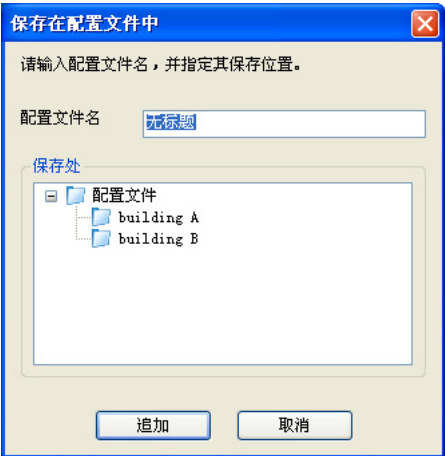 保存在配置文件中
请输入配置文件名，并指定其保存位置。
配置文件名 无标题
保存处
配置文件
building A
building B
追加 取消